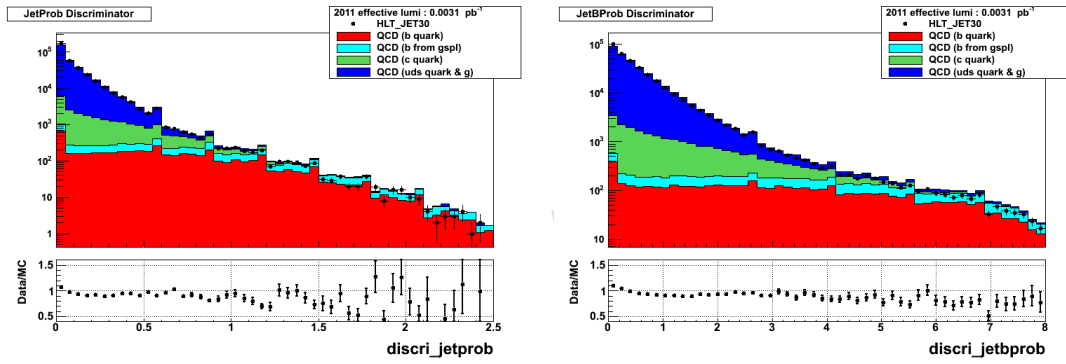 JetProb Discriminator
2011 effective lumi : 0.0031 pb-1
HLT_JET30
QCD (b quark)
QCD (b from gspl)
QCD (c quark)
QCD (uds quark & g)
10^5
10^4
10^3
10^2
10
1
1.5
1
0.5
Data/MC
0 0.5 1 1.5 2 2.5
discri_jetprob
JetBProb Discriminator
2011 effective lumi : 0.0031 pb-1
HLT_JET30
QCD (b quark)
QCD (b from gspl)
QCD (c quark)
QCD (uds quark & g)
10^5
10^4
10^3
10^2
10
1.5
1
0.5
Data/MC
0 1 2 3 4 5 6 7 8
discri_jetbprob